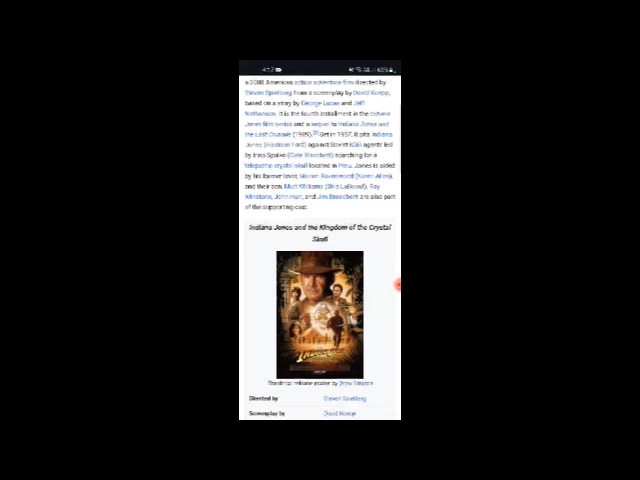 a 2008 American action adventure film directed by
Steven Spielberg from a screenplay by David Koepp,
based on a story by George Lucas and Jeff
Nathanson. It is the fourth installment in the Indiana
Jones film series and a sequel to Indiana Jones and
the Last Crusade (1989). Set in 1957, it pits Indiana
Jones (Harrison Ford) against Soviet KGB agents led
by Irina Spalko (Cate Blanchett) searching for a
telepathic crystal skull located in Peru. Jones is aided
by his former lover, Marion Ravenwood (Karen Allen),
and their son, Mutt Williams (Shia LaBeouf). Ray
Winstone, John Hurt, and Jim Broadbent are also part
of the supporting cast.
Indiana Jones and the Kingdom of the Crystal
Skull
Theatrical release poster by Drew Struzan
Directed by Steven Spielberg
Screenplay by David Koepp